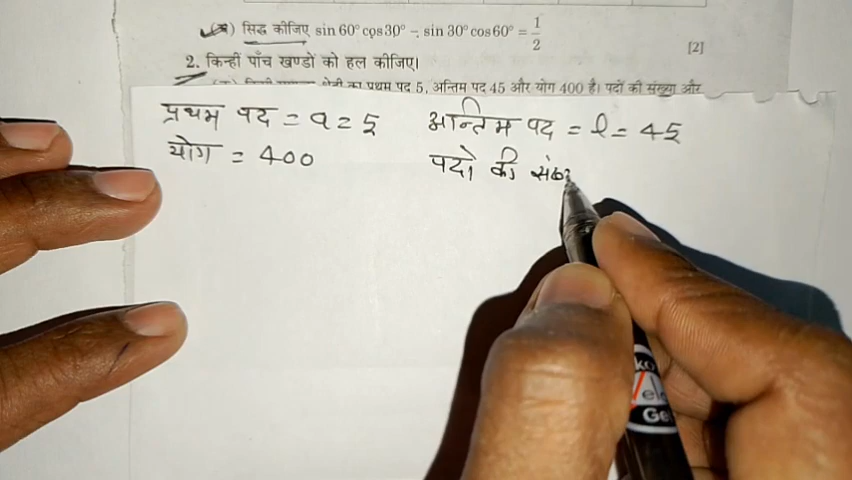 (अ) सिद्ध कीजिए sin 60° cos 30° - sin 30° cos 60° = 1/2
[2]
2. किन्हीं पाँच खण्डों को हल कीजिए।
श्रेढ़ी का प्रथम पद 5, अन्तिम पद 45 और योग 400 है। पदों की संख्या और
प्रथम पद = a = 5 अन्तिम पद = l = 45
योग = 400 पदो की